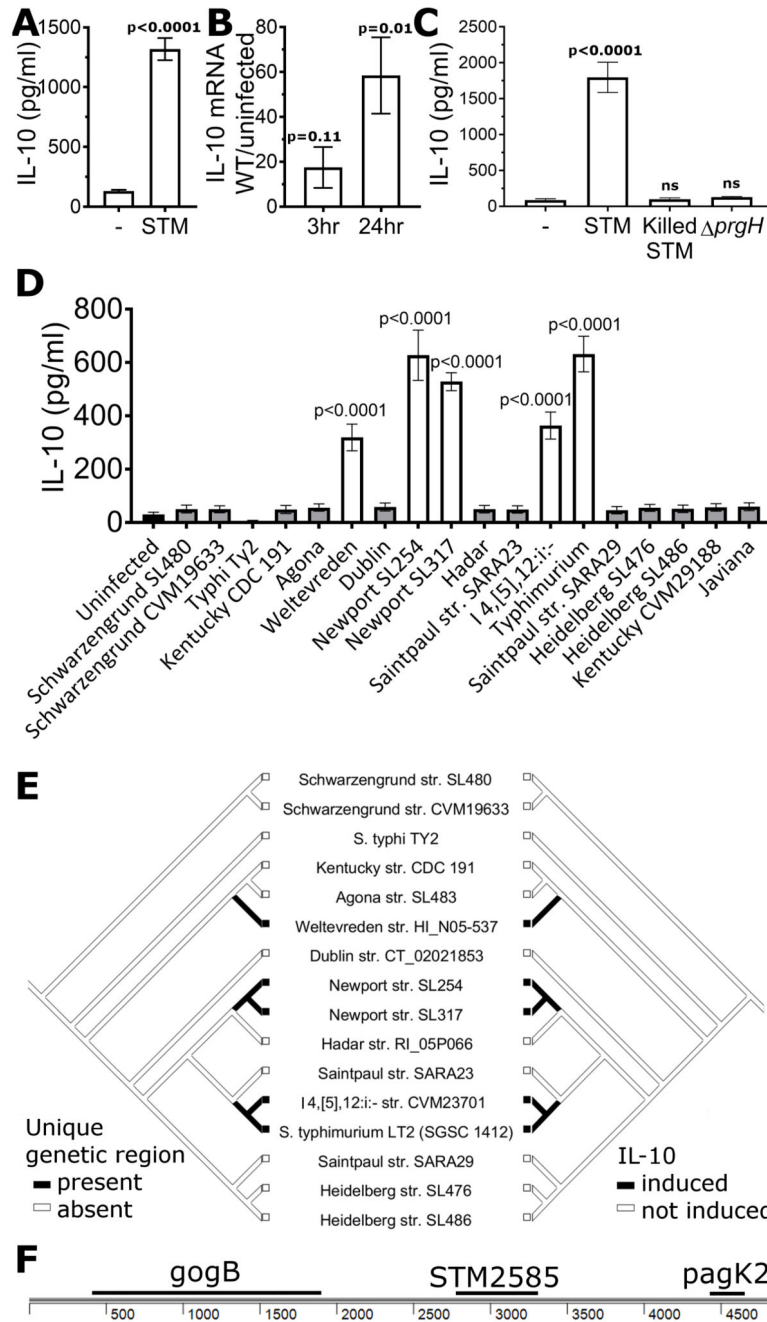 A
IL-10 (pg/ml)
1500
1000
500
0
p<0.0001
- STM
B
IL-10 mRNA
WT/uninfected
80
60
40
20
0
p=0.11
p=0.01
3hr 24hr
C
IL-10 (pg/ml)
2500
2000
1500
1000
500
0
p<0.0001
ns
ns
- STM Killed STM ΔprgH
D
IL-10 (pg/ml)
800
600
400
200
0
p<0.0001
p<0.0001
p<0.0001
p<0.0001
p<0.0001
Uninfected
Schwarzengrund SL480
Schwarzengrund CVM19633
Typhi Ty2
Kentucky CDC 191
Agona
Weltevreden
Dublin
Newport SL254
Newport SL317
Hadar
Saintpaul str. SARA23
I 4,[5],12:i:-
Typhimurium
Saintpaul str. SARA29
Heidelberg SL476
Heidelberg SL486
Kentucky CVM29188
Javiana
E
Schwarzengrund str. SL480
Schwarzengrund str. CVM19633
S. typhi TY2
Kentucky str. CDC 191
Agona str. SL483
Weltevreden str. HI_N05-537
Dublin str. CT_02021853
Newport str. SL254
Newport str. SL317
Hadar str. RI_05P066
Saintpaul str. SARA23
I 4,[5],12:i:- str. CVM23701
S. typhimurium LT2 (SGSC 1412)
Saintpaul str. SARA29
Heidelberg str. SL476
Heidelberg str. SL486
Unique
genetic region
present
absent
IL-10
induced
not induced
F
gogB STM2585 pagK2
500 1000 1500 2000 2500 3000 3500 4000 4500